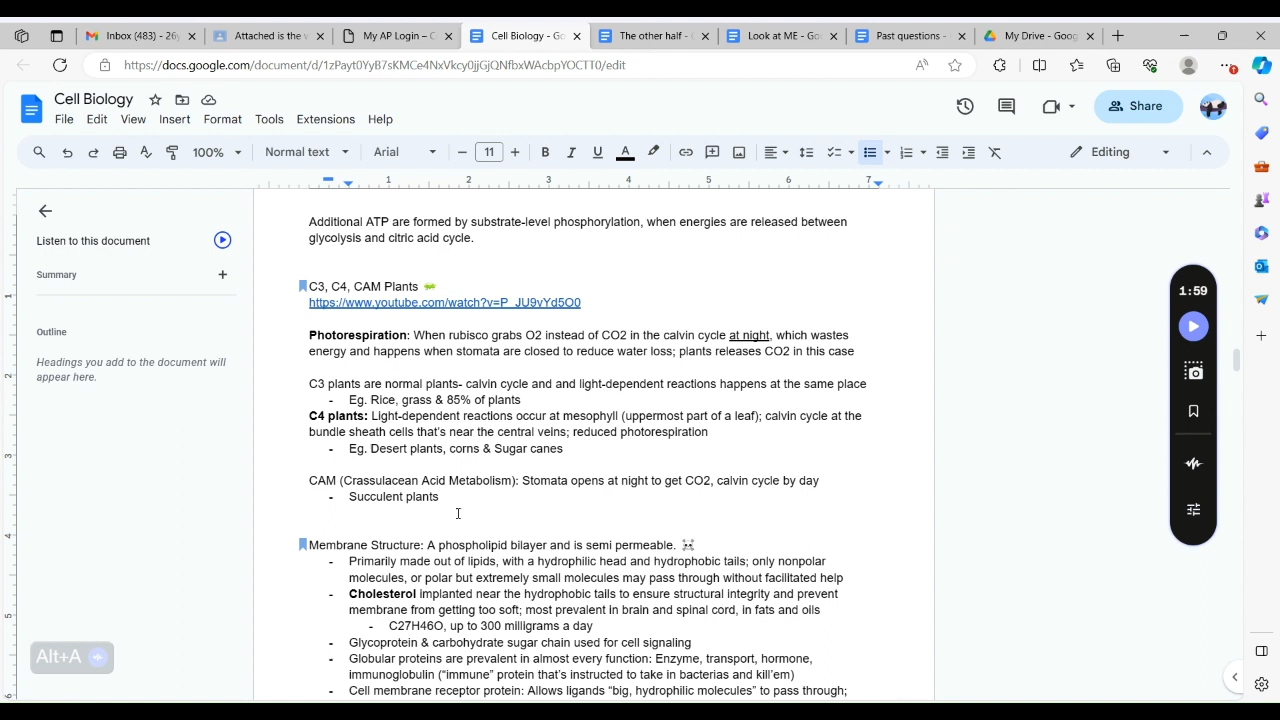 Inbox (483) – 26
Attached is the v
My AP Login – C
Cell Biology - Go
The other half - G
Look at ME - Go
Past questions -
My Drive - Goog
https://docs.google.com/document/d/1zPayt0YyB7sKMCe4NxVkcy0jjGjQNfbxWAcbpYOCTT0/edit
Cell Biology
File Edit View Insert Format Tools Extensions Help
Share
100% Normal text Arial 11 Editing
1 2 3 4 5 6 7
Listen to this document
Summary
Outline
Headings you add to the document will
appear here.
Additional ATP are formed by substrate-level phosphorylation, when energies are released between
glycolysis and citric acid cycle.
C3, C4, CAM Plants
https://www.youtube.com/watch?v=P_JU9vYd5O0
Photorespiration: When rubisco grabs O2 instead of CO2 in the calvin cycle at night, which wastes
energy and happens when stomata are closed to reduce water loss; plants releases CO2 in this case
C3 plants are normal plants- calvin cycle and and light-dependent reactions happens at the same place
- Eg. Rice, grass & 85% of plants
C4 plants: Light-dependent reactions occur at mesophyll (uppermost part of a leaf); calvin cycle at the
bundle sheath cells that's near the central veins; reduced photorespiration
- Eg. Desert plants, corns & Sugar canes
CAM (Crassulacean Acid Metabolism): Stomata opens at night to get CO2, calvin cycle by day
- Succulent plants
Membrane Structure: A phospholipid bilayer and is semi permeable.
- Primarily made out of lipids, with a hydrophilic head and hydrophobic tails; only nonpolar
molecules, or polar but extremely small molecules may pass through without facilitated help
- Cholesterol implanted near the hydrophobic tails to ensure structural integrity and prevent
membrane from getting too soft; most prevalent in brain and spinal cord, in fats and oils
- C27H46O, up to 300 milligrams a day
- Glycoprotein & carbohydrate sugar chain used for cell signaling
- Globular proteins are prevalent in almost every function: Enzyme, transport, hormone,
immunoglobulin ("immune" protein that's instructed to take in bacterias and kill'em)
- Cell membrane receptor protein: Allows ligands "big, hydrophilic molecules" to pass through;
1:59
Alt+A